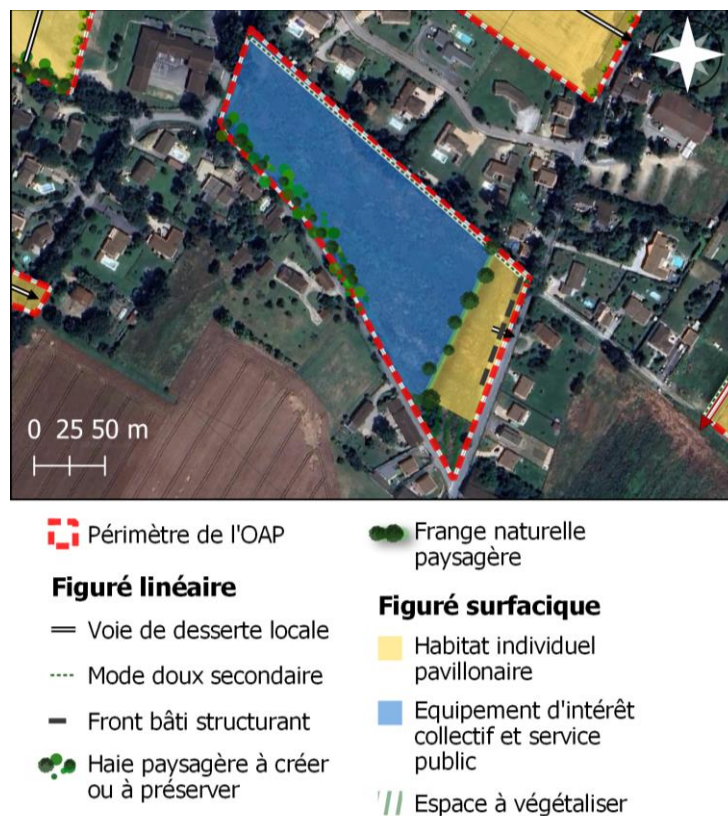 0 25 50 m
Périmètre de l'OAP
Figuré linéaire
Voie de desserte locale
Mode doux secondaire
Front bâti structurant
Haie paysagère à créer
ou à préserver
Frange naturelle
paysagère
Figuré surfacique
Habitat individuel
pavillonaire
Equipement d'intérêt
collectif et service
public
Espace à végétaliser